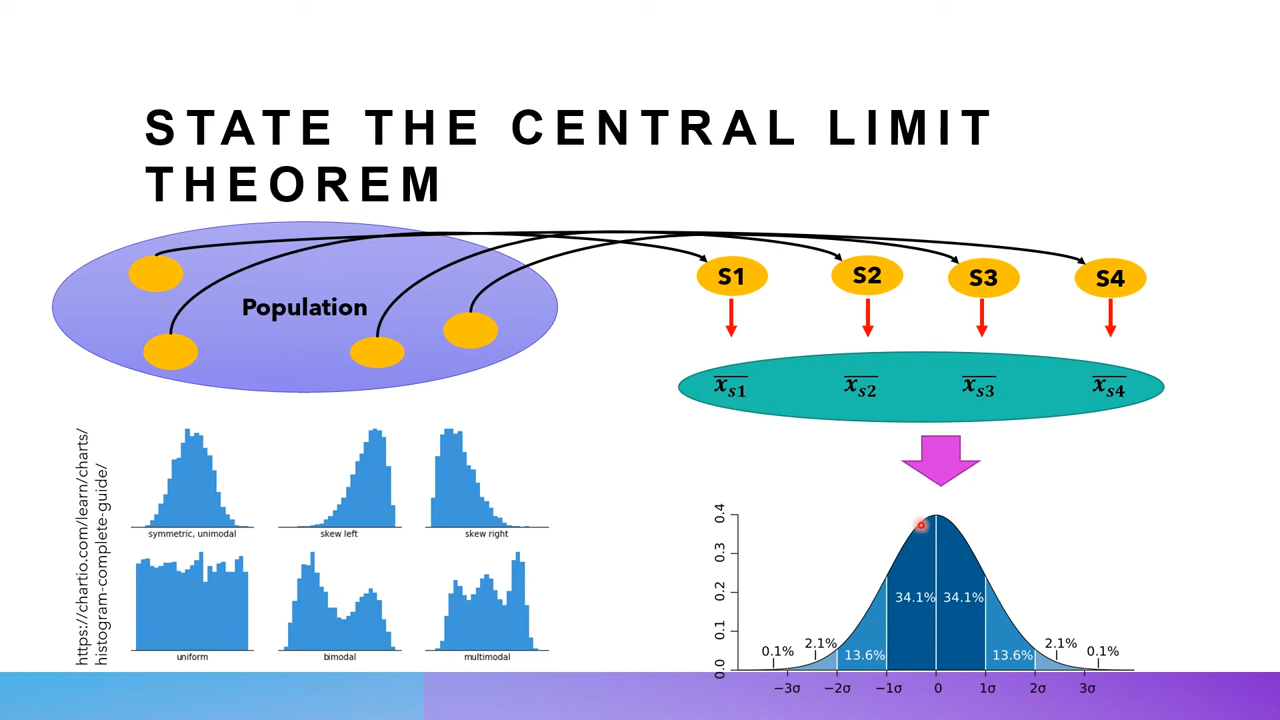 STATE THE CENTRAL LIMIT
THEOREM
Population
S1 S2 S3 S4
x̅s1 x̅s2 x̅s3 x̅s4
https://chartio.com/learn/charts/
histogram-complete-guide/
symmetric, unimodal
skew left
skew right
uniform
bimodal
multimodal
0.4
0.3
0.2
0.1
0.0
34.1% 34.1%
0.1% 2.1% 13.6% 13.6% 2.1% 0.1%
−3σ −2σ −1σ 0 1σ 2σ 3σ